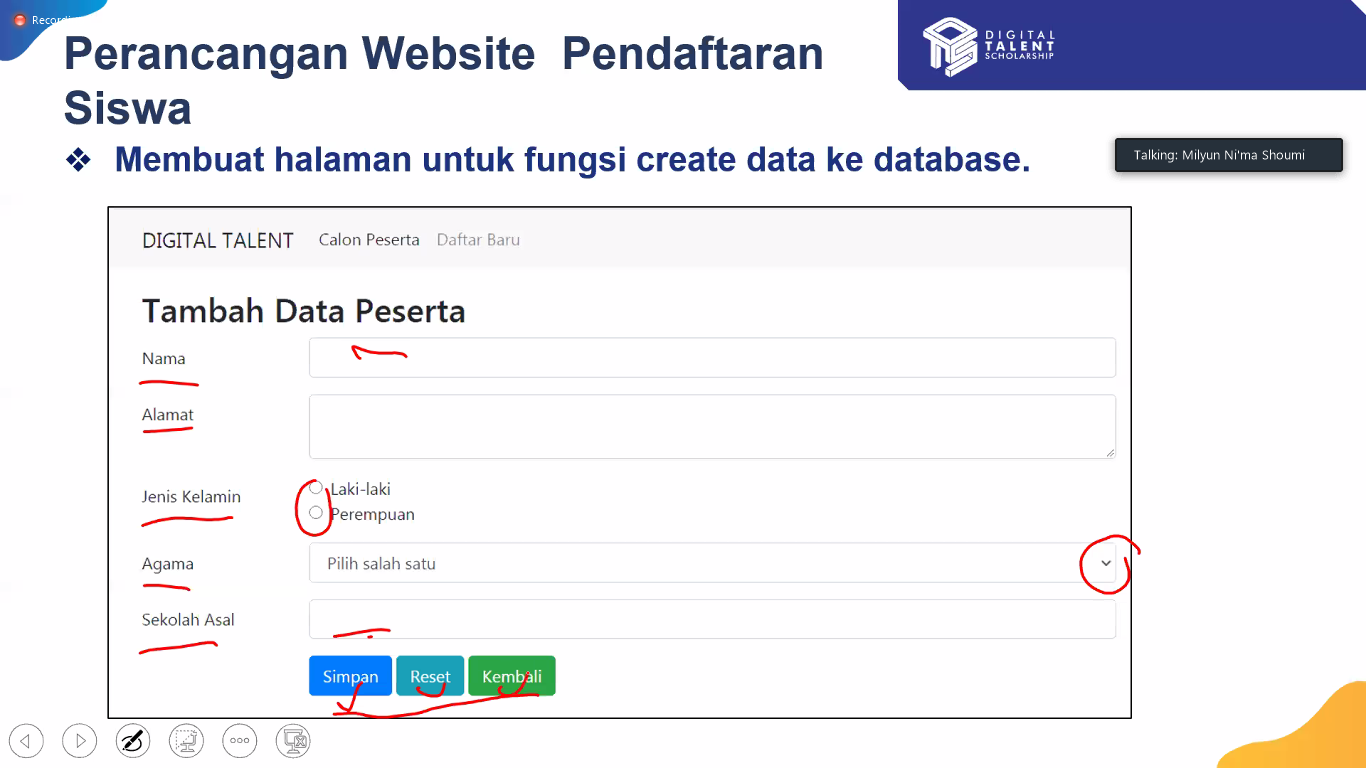 Recordi
Perancangan Website Pendaftaran
Siswa
DIGITAL
TALENT
SCHOLARSHIP
❖ Membuat halaman untuk fungsi create data ke database.
Talking: Milyun Ni'ma Shoumi
DIGITAL TALENT Calon Peserta Daftar Baru
Tambah Data Peserta
Nama
Alamat
Jenis Kelamin
Laki-laki
Perempuan
Agama Pilih salah satu
Sekolah Asal
Simpan Reset Kembali